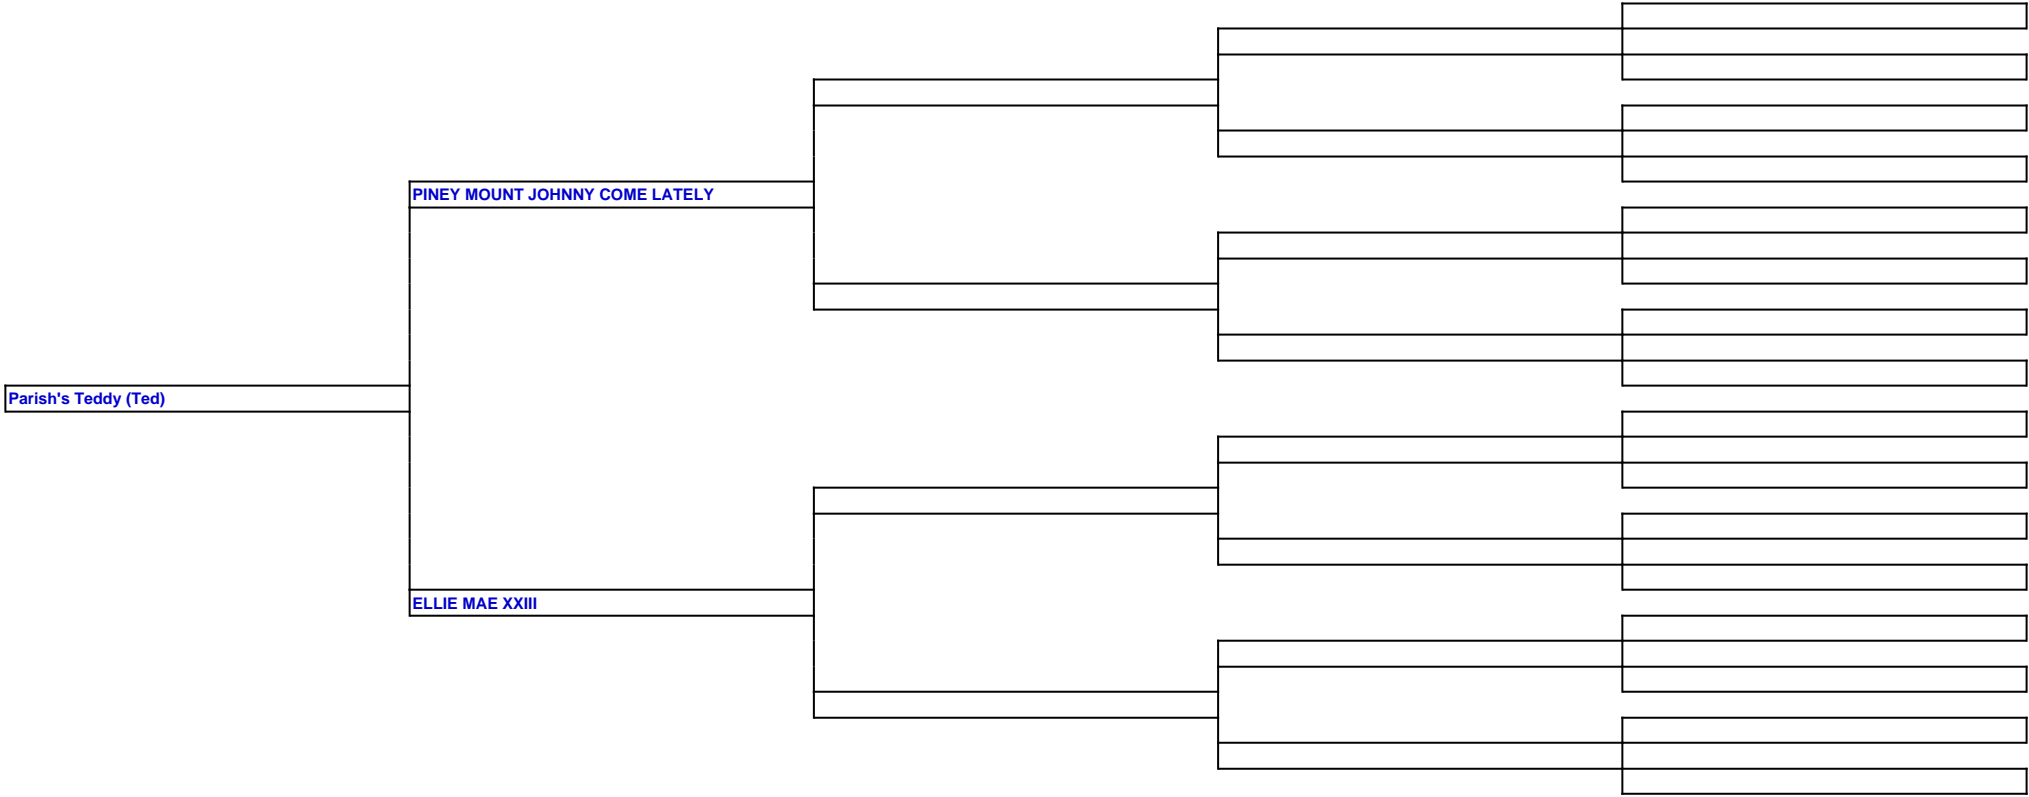 PINEY MOUNT JOHNNY COME LATELY
Parish's Teddy (Ted)
ELLIE MAE XXIII